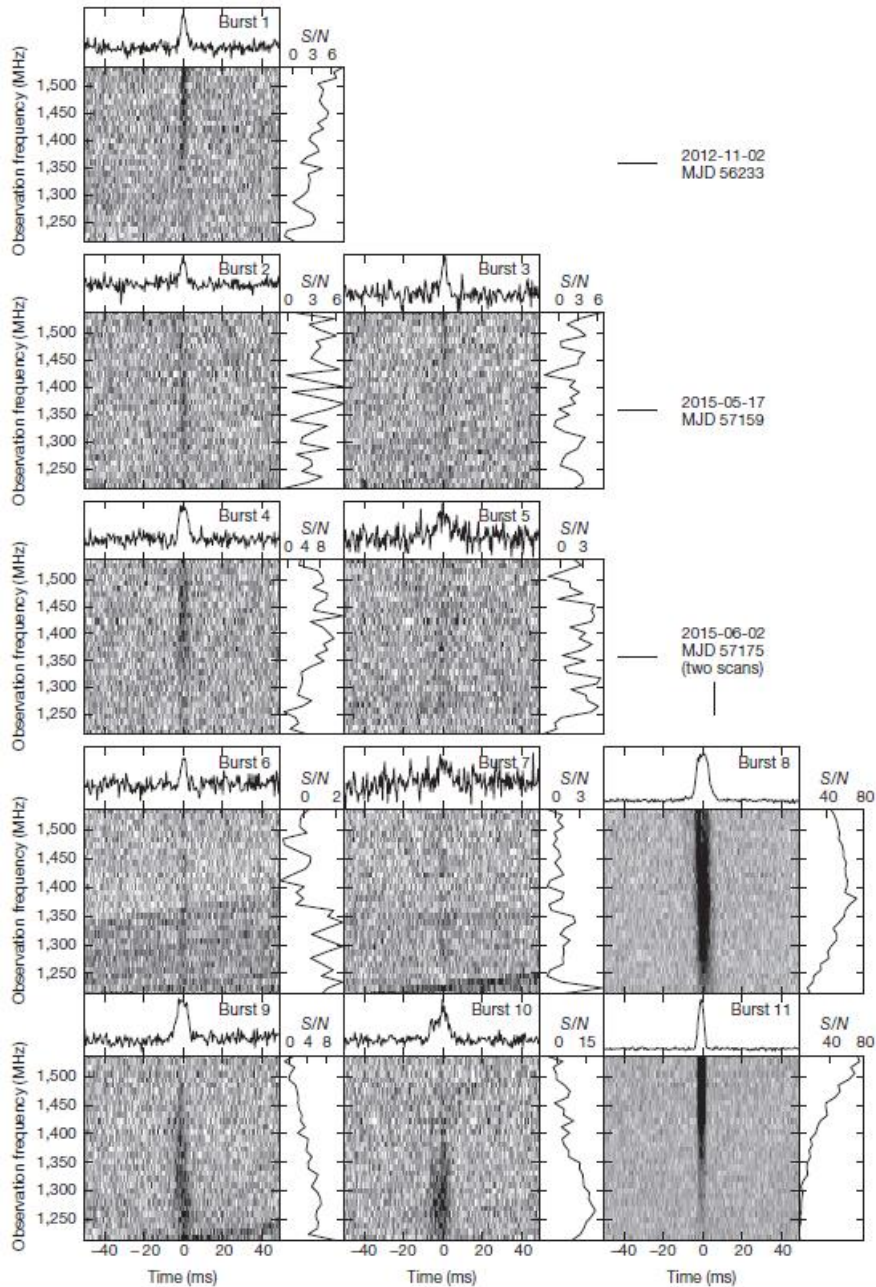 Burst 1
S/N
0 3 6
Observation frequency (MHz)
1,500
1,450
1,400
1,350
1,300
1,250
2012-11-02
MJD 56233
Burst 2
S/N
0 3 6
Burst 3
S/N
0 3 6
Observation frequency (MHz)
1,500
1,450
1,400
1,350
1,300
1,250
2015-05-17
MJD 57159
Burst 4
S/N
0 4 8
Burst 5
S/N
0 3
Observation frequency (MHz)
1,500
1,450
1,400
1,350
1,300
1,250
2015-06-02
MJD 57175
(two scans)
Burst 6
S/N
0 2
Burst 7
S/N
0 3
Burst 8
S/N
40 80
Observation frequency (MHz)
1,500
1,450
1,400
1,350
1,300
1,250
Burst 9
S/N
0 4 8
Burst 10
S/N
0 15
Burst 11
S/N
40 80
Observation frequency (MHz)
1,500
1,450
1,400
1,350
1,300
1,250
−40 −20 0 20 40
−40 −20 0 20 40
−40 −20 0 20 40
Time (ms)
Time (ms)
Time (ms)